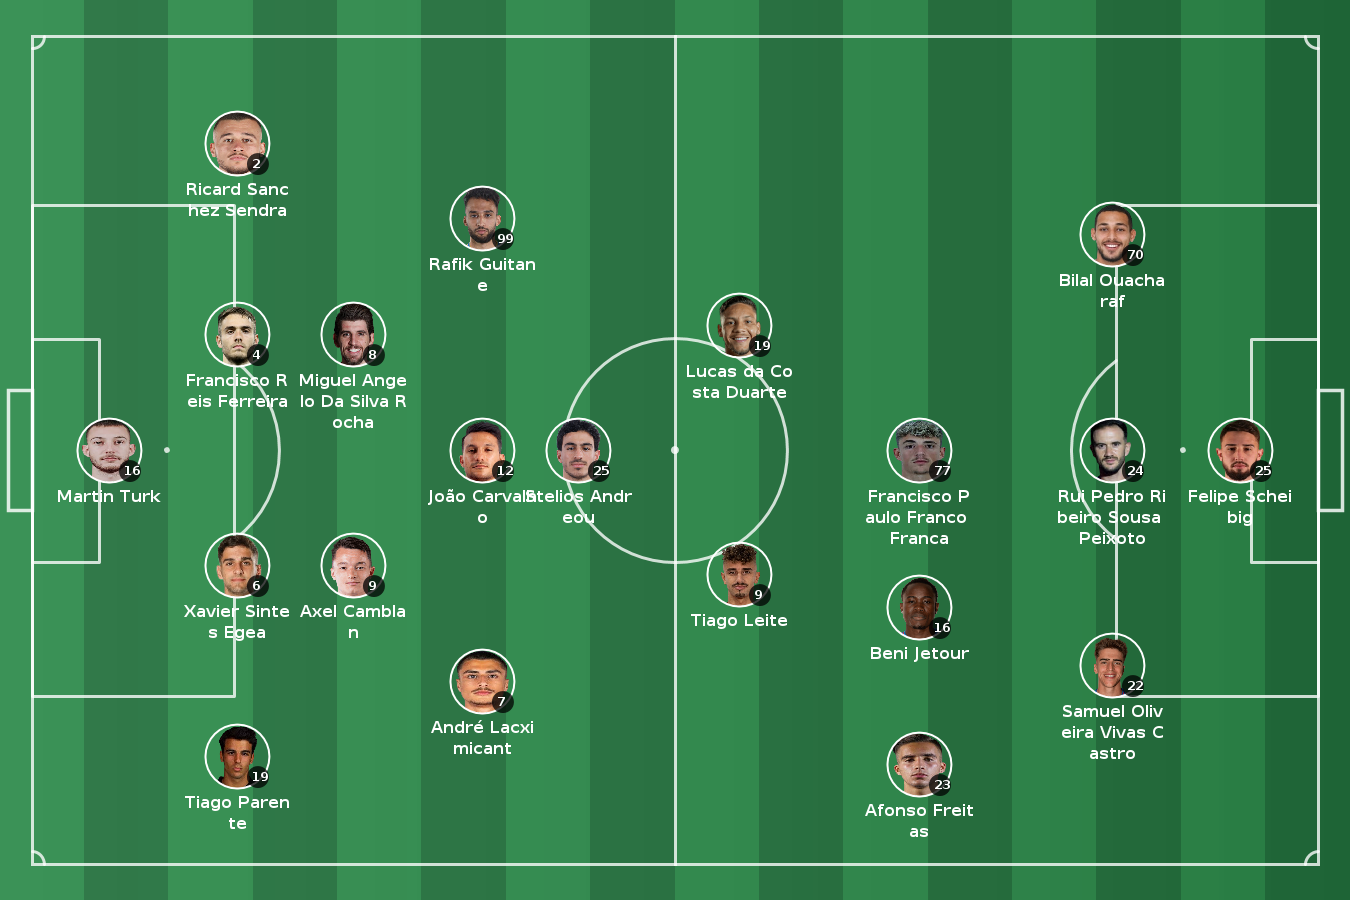 2
Ricard Sanc
hez Sendra
99
Rafik Guitan
e
4
Francisco R
eis Ferreira
8
Miguel Ange
lo Da Silva R
ocha
16
Martin Turk
12
João Carvalh
o
25
Stelios Andr
eou
6
Xavier Sinte
s Egea
9
Axel Cambla
n
7
André Lacxi
micant
19
Tiago Paren
te
19
Lucas da Co
sta Duarte
9
Tiago Leite
70
Bilal Ouacha
raf
77
Francisco P
aulo Franco
Franca
24
Rui Pedro Ri
beiro Sousa
Peixoto
25
Felipe Schei
big
16
Beni Jetour
22
Samuel Oliv
eira Vivas C
astro
23
Afonso Freit
as